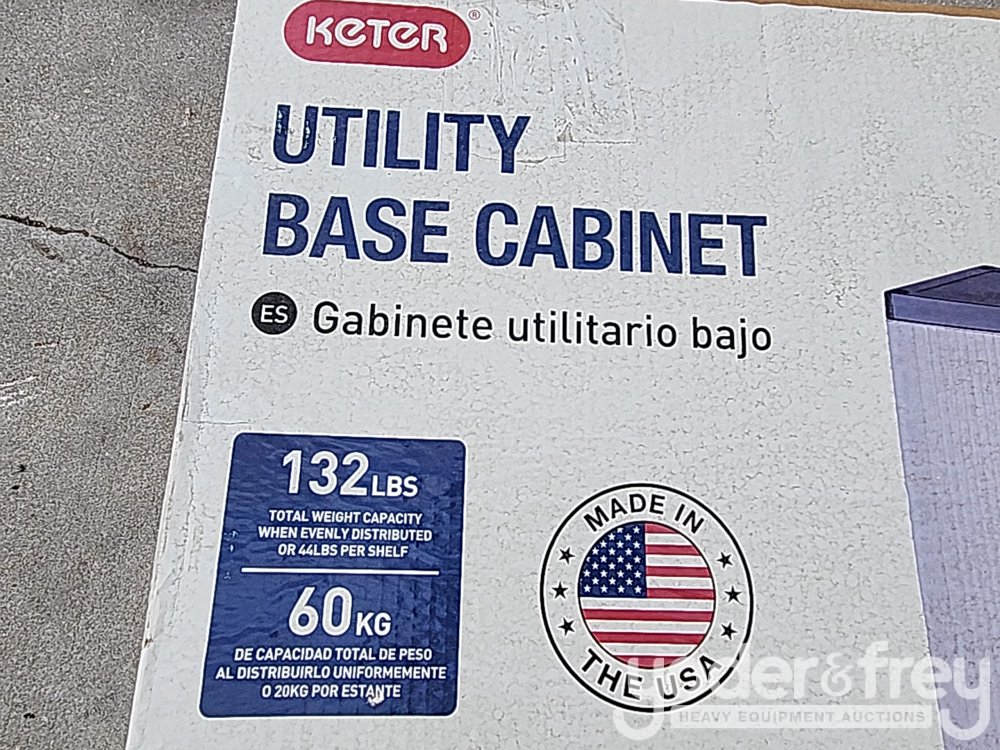 KETER®
UTILITY
BASE CABINET
ES Gabinete utilitario bajo
132LBS
TOTAL WEIGHT CAPACITY
WHEN EVENLY DISTRIBUTED
OR 44LBS PER SHELF
60KG
DE CAPACIDAD TOTAL DE PESO
AL DISTRIBUIRLO UNIFORMEMENTE
O 20KG POR ESTANTE
MADE IN
THE USA
yoder&frey
HEAVY EQUIPMENT AUCTIONS